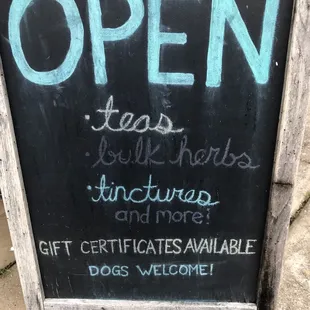 OPEN
• teas
• bulk herbs
• tinctures
and more!
GIFT CERTIFICATES AVAILABLE
DOGS WELCOME!